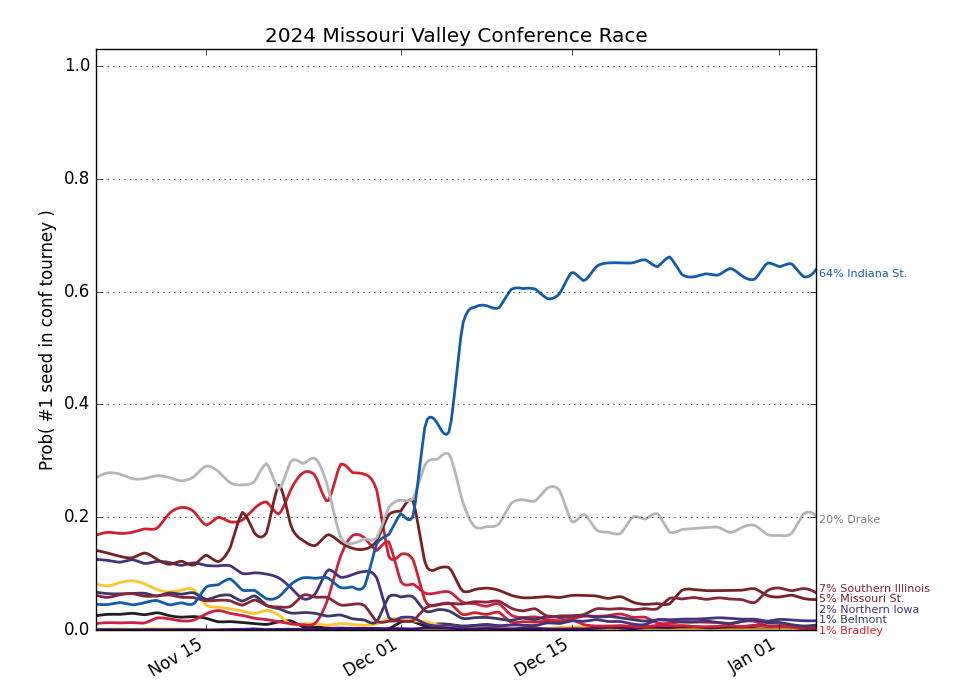 2024 Missouri Valley Conference Race
Prob( #1 seed in conf tourney )
1.0
0.8
0.6
0.4
0.2
0.0
Nov 15
Dec 01
Dec 15
Jan 01
64% Indiana St.
20% Drake
7% Southern Illinois
5% Missouri St.
2% Northern Iowa
1% Belmont
1% Bradley